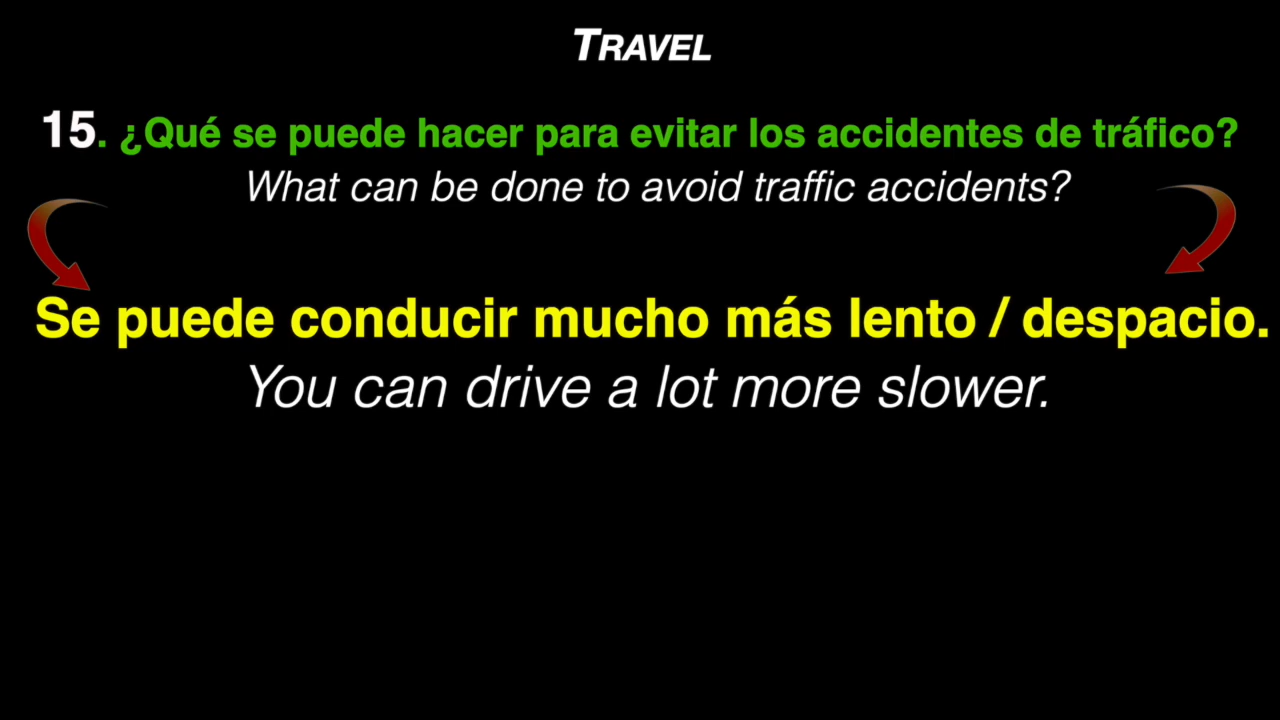 TRAVEL
15. ¿Qué se puede hacer para evitar los accidentes de tráfico?
What can be done to avoid traffic accidents?
Se puede conducir mucho más lento / despacio.
You can drive a lot more slower.